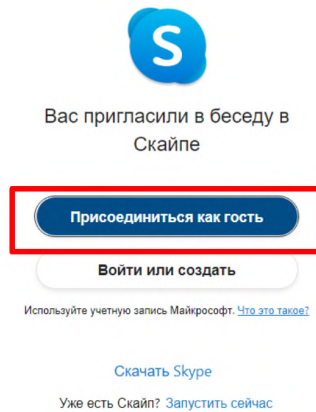 S
Вас пригласили в беседу в
Скайпе
Присоединиться как гость
Войти или создать
Используйте учетную запись Майкрософт. Что это такое?
Скачать Skype
Уже есть Скайп? Запустить сейчас